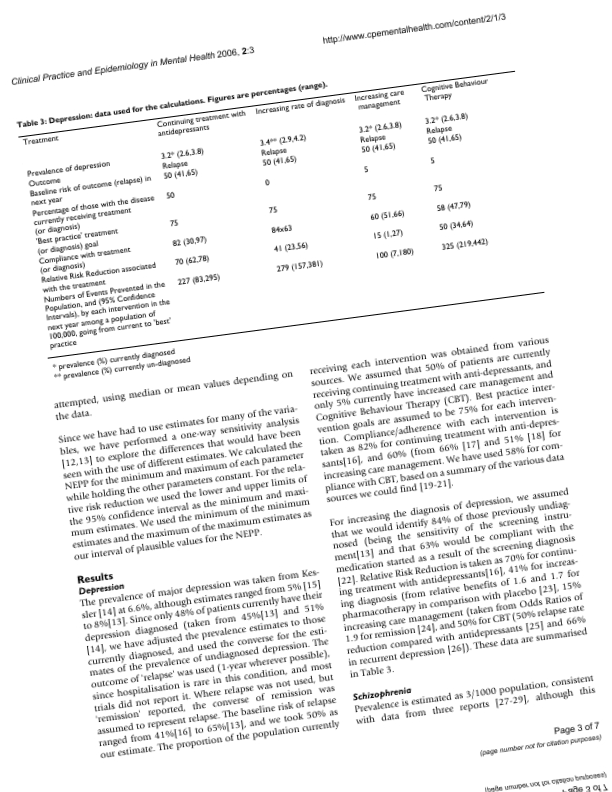 http://www.cpementalhealth.com/content/2/1/3
Clinical Practice and Epidemiology in Mental Health 2006, 2:3
Table 3: Depression: data used for the calculations. Figures are percentages (range).
Treatment
Continuing treatment with
antidepressants
Increasing rate of diagnosis
Increasing care
management
Cognitive Behaviour
Therapy
Prevalence of depression 3.2* (2.6,3.8) 3.4** (2.9,4.2) 3.2* (2.6,3.8) 3.2* (2.6,3.8)
Outcome Relapse Relapse Relapse Relapse
Baseline risk of outcome (relapse) in 50 (41,65) 50 (41,65) 50 (41,65) 50 (41,65)
next year
Percentage of those with the disease 50 0 5 5
currently receiving treatment
(or diagnosis)
'Best practice' treatment 75 75 75 75
(or diagnosis) goal
Compliance with treatment 82 (30,97) 84x63 60 (51,66) 58 (47,79)
(or diagnosis)
Relative Risk Reduction associated 70 (62,78) 41 (23,56) 15 (1,27) 50 (34,64)
with the treatment
Numbers of Events Prevented in the 227 (83,295) 279 (157,381) 100 (7,180) 325 (219,442)
Population, and (95% Confidence
Intervals), by each intervention in the
next year among a population of
100,000, going from current to 'best'
practice
* prevalence (%) currently diagnosed
** prevalence (%) currently un-diagnosed
attempted, using median or mean values depending on
the data.
Since we have had to use estimates for many of the varia-
bles, we have performed a one-way sensitivity analysis
[12,13] to explore the differences that would have been
seen with the use of different estimates. We calculated the
NEPP for the minimum and maximum of each parameter
while holding the other parameters constant. For the rela-
tive risk reduction we used the lower and upper limits of
the 95% confidence interval as the minimum and maxi-
mum estimates. We used the minimum of the minimum
estimates and the maximum of the maximum estimates as
our interval of plausible values for the NEPP.
Results
Depression
The prevalence of major depression was taken from Kes-
sler [14] at 6.6%, although estimates ranged from 5% [15]
to 8%[13]. Since only 48% of patients currently have their
depression diagnosed (taken from 45%[13] and 51%
[14], we have adjusted the prevalence estimates to those
currently diagnosed, and used the converse for the esti-
mates of the prevalence of undiagnosed depression. The
outcome of 'relapse' was used (1-year wherever possible),
since hospitalisation is rare in this condition, and most
trials did not report it. Where relapse was not used, but
'remission' reported, the converse of remission was
assumed to represent relapse. The baseline risk of relapse
ranged from 41%[16] to 65%[13], and we took 50% as
our estimate. The proportion of the population currently
receiving each intervention was obtained from various
sources. We assumed that 50% of patients are currently
receiving continuing treatment with anti-depressants, and
only 5% currently have increased care management and
Cognitive Behaviour Therapy (CBT). Best practice inter-
vention goals are assumed to be 75% for each interven-
tion. Compliance/adherence with each intervention is
taken as 82% for continuing treatment with anti-depres-
sants[16], and 60% (from 66% [17] and 51% [18] for
increasing care management. We have used 58% for com-
pliance with CBT, based on a summary of the various data
sources we could find [19-21].
For increasing the diagnosis of depression, we assumed
that we would identify 84% of those previously undiag-
nosed (being the sensitivity of the screening instru-
ment[13] and that 63% would be compliant with the
medication started as a result of the screening diagnosis
[22]. Relative Risk Reduction is taken as 70% for continu-
ing treatment with antidepressants[16], 41% for increas-
ing diagnosis (from relative benefits of 1.6 and 1.7 for
pharmacotherapy in comparison with placebo [23], 15%
increasing care management (taken from Odds Ratios of
1.9 for remission [24], and 50% for CBT (50% relapse rate
reduction compared with antidepressants [25] and 66%
in recurrent depression [26]). These data are summarised
in Table 3.
Schizophrenia
Prevalence is estimated as 3/1000 population, consistent
with data from three reports [27-29], although this
Page 3 of 7
(page number not for citation purposes)